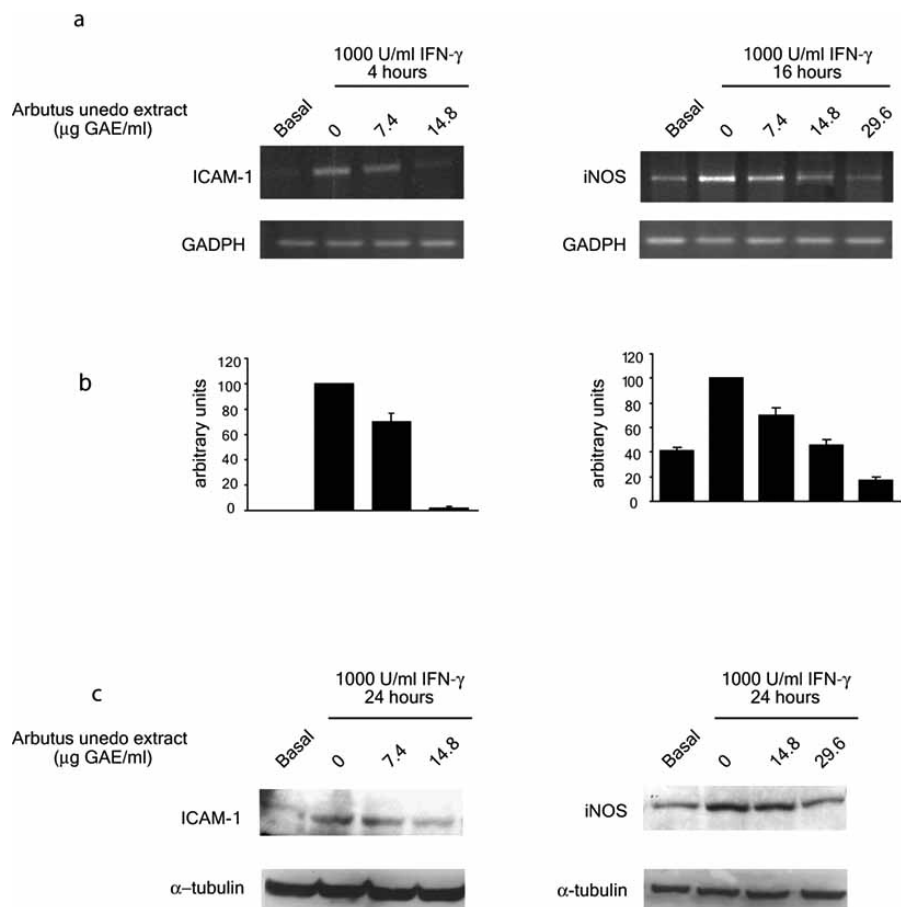 a
1000 U/ml IFN-γ
4 hours
Arbutus unedo extract
(μg GAE/ml)
Basal
0
7.4
14.8
ICAM-1
GADPH
1000 U/ml IFN-γ
16 hours
Basal
0
7.4
14.8
29.6
iNOS
GADPH
b
arbitrary units
120
100
80
60
40
20
0
arbitrary units
120
100
80
60
40
20
0
c
1000 U/ml IFN-γ
24 hours
Arbutus unedo extract
(μg GAE/ml)
Basal
0
7.4
14.8
ICAM-1
α-tubulin
1000 U/ml IFN-γ
24 hours
Basal
0
14.8
29.6
iNOS
α-tubulin